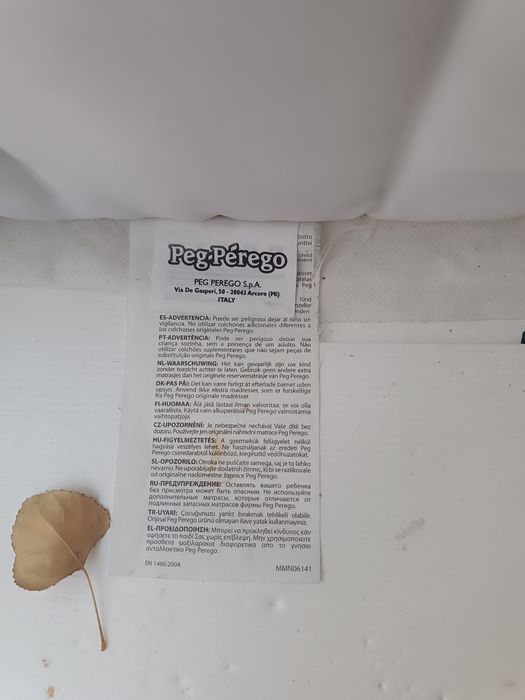 Peg-Pérego
PEG PEREGO S.p.A.
Via De Gasperi, 50 - 20043 Arcore (Mi)
ITALY
ES-ADVERTENCIA: Puede ser peligroso dejar al niño sin
vigilancia. No utilizar colchones adicionales diferentes a
los colchones originales Peg Perego.
PT-ADVERTÊNCIA: Pode ser perigoso deixar sua
criança sozinha, sem a presença de um adulto. Não
utilizar colchões suplementares que não sejam peças de
substituição originais Peg Perego.
NL-WAARSCHUWING: Het kan gevaarlijk zijn uw kind
zonder toezicht achter te laten. Gebruik geen andere extra
matrasjes dan het originele reservematrasje van Peg Perego.
DK-PAS PÅ: Det kan være farligt at efterlade barnet uden
opsyn. Anvend ikke ekstra madresser, som er forskellige
fra Peg Perego originale madresser.
FI-HUOMAA: Älä jätä lastasi ilman valvontaa; se voi olla
vaarallista. Käytä vain alkuperäisiä Peg Perego valmistamia
vaihtopatjoja.
CZ-UPOZORNĚNÍ: Je nebezpečné nechávat Vaše dítě bez
dozoru. Používejte jen originální náhradní matrace Peg Perego.
HU-FIGYELMEZTETÉS: A gyermekük felügyelet nélkül
hagyása veszélyes lehet. Ne használjanak az eredeti Peg
Perego cseredarabtól különböző, kiegészítő védőhuzatokat.
SL-OPOZORILO: Otroka ne puščajte samega, saj je to lahko
nevarno. Ne uporabljajte dodatnih žimnic, ki bi se razlikovale
od originalne nadomestne žimnice Peg Perego.
RU-ПРЕДУПРЕЖДЕНИЕ: Оставлять вашего ребенка
без присмотра может быть опасным. Не используйте
дополнительные матрасы, которые отличаются от
подлинных запасных матрасов фирмы Peg Perego.
TR-UYARI: Çocuğunuzu yanlız bırakmak tehlikeli olabilir.
Orijinal Peg Perego ürünü olmayan ilave yatak kullanmayiniz.
EL-ΠΡΟΕΙΔΟΠΟΙΗΣΗ: Μπορεί να προκληθεί κίνδυνος εάν
αφήσετε το παιδί Σας χωρίς επίβλεψη. Μην χρησιμοποιείτε
πρόσθετα μαξιλαράκια διαφορετικά από το γνήσιο
ανταλλακτικό Peg Perego.
EN 1466:2004
MMN06141